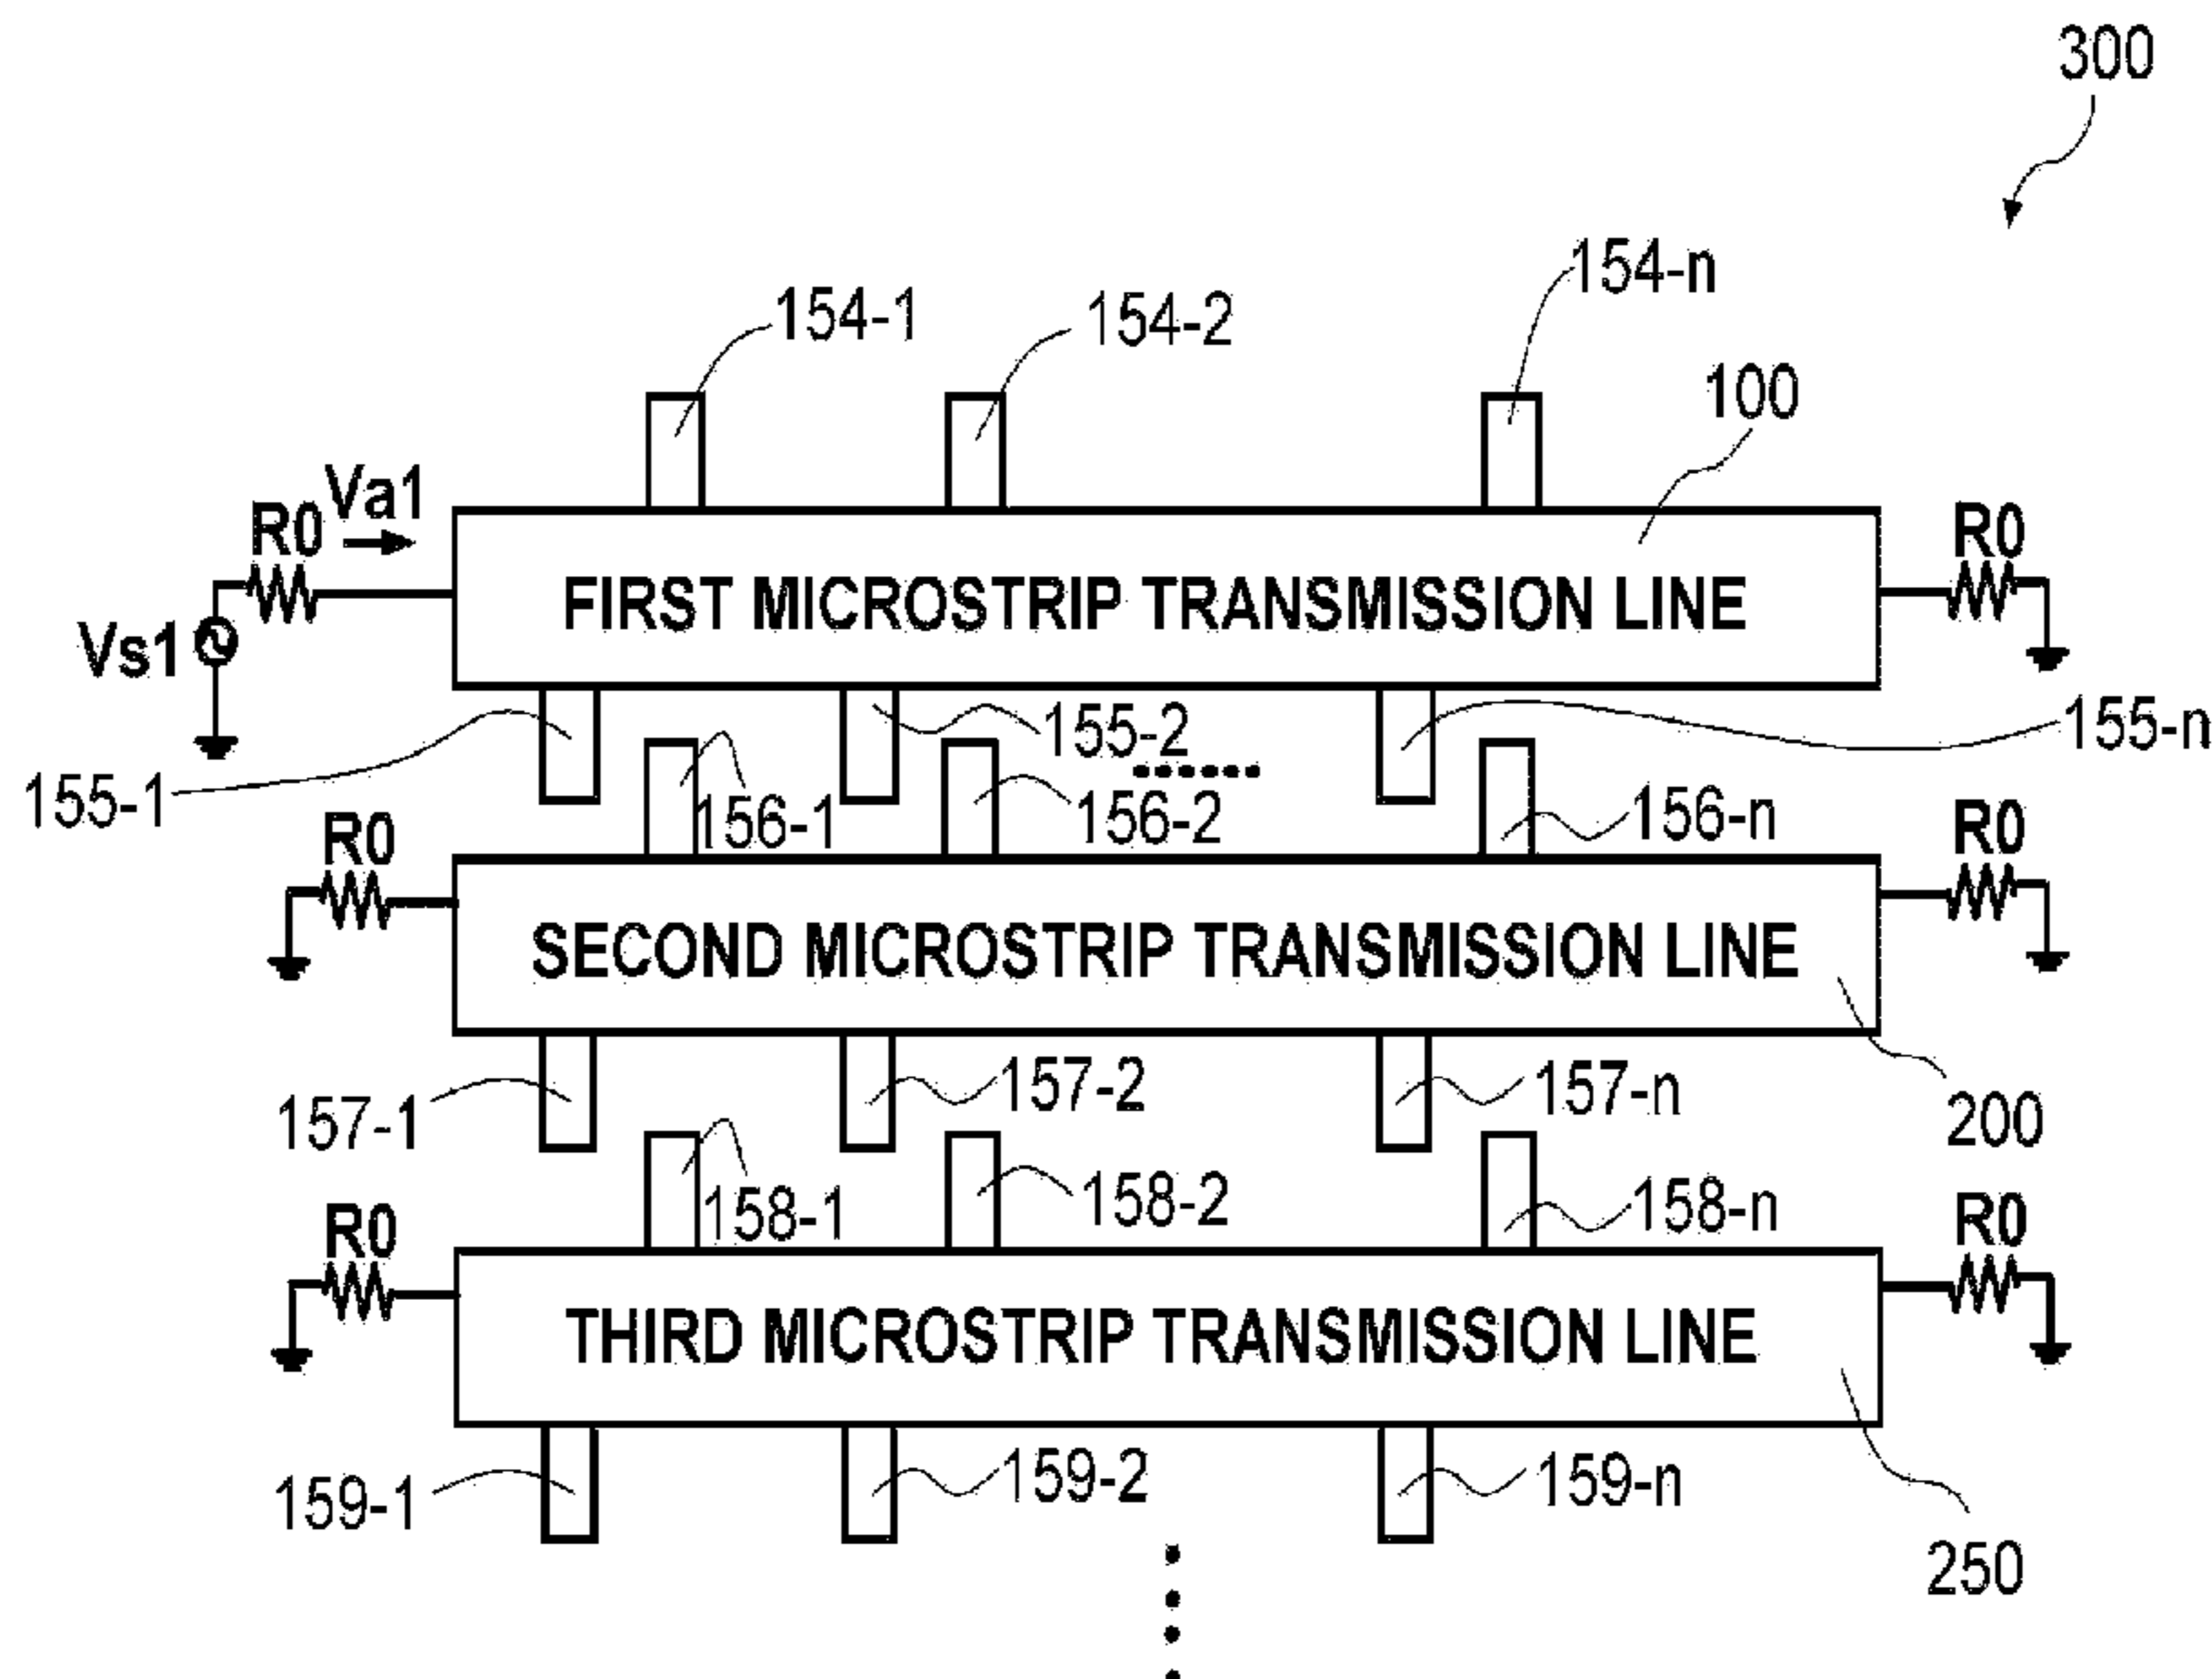 300
154-1 154-2 154-n
100
Va1
R0 R0
FIRST MICROSTRIP TRANSMISSION LINE
Vs1
155-1 155-2 155-n
156-1 156-2 156-n
R0 R0
SECOND MICROSTRIP TRANSMISSION LINE
157-1 157-2 157-n
200
158-1 158-2 158-n
R0 R0
THIRD MICROSTRIP TRANSMISSION LINE
159-1 159-2 159-n
250